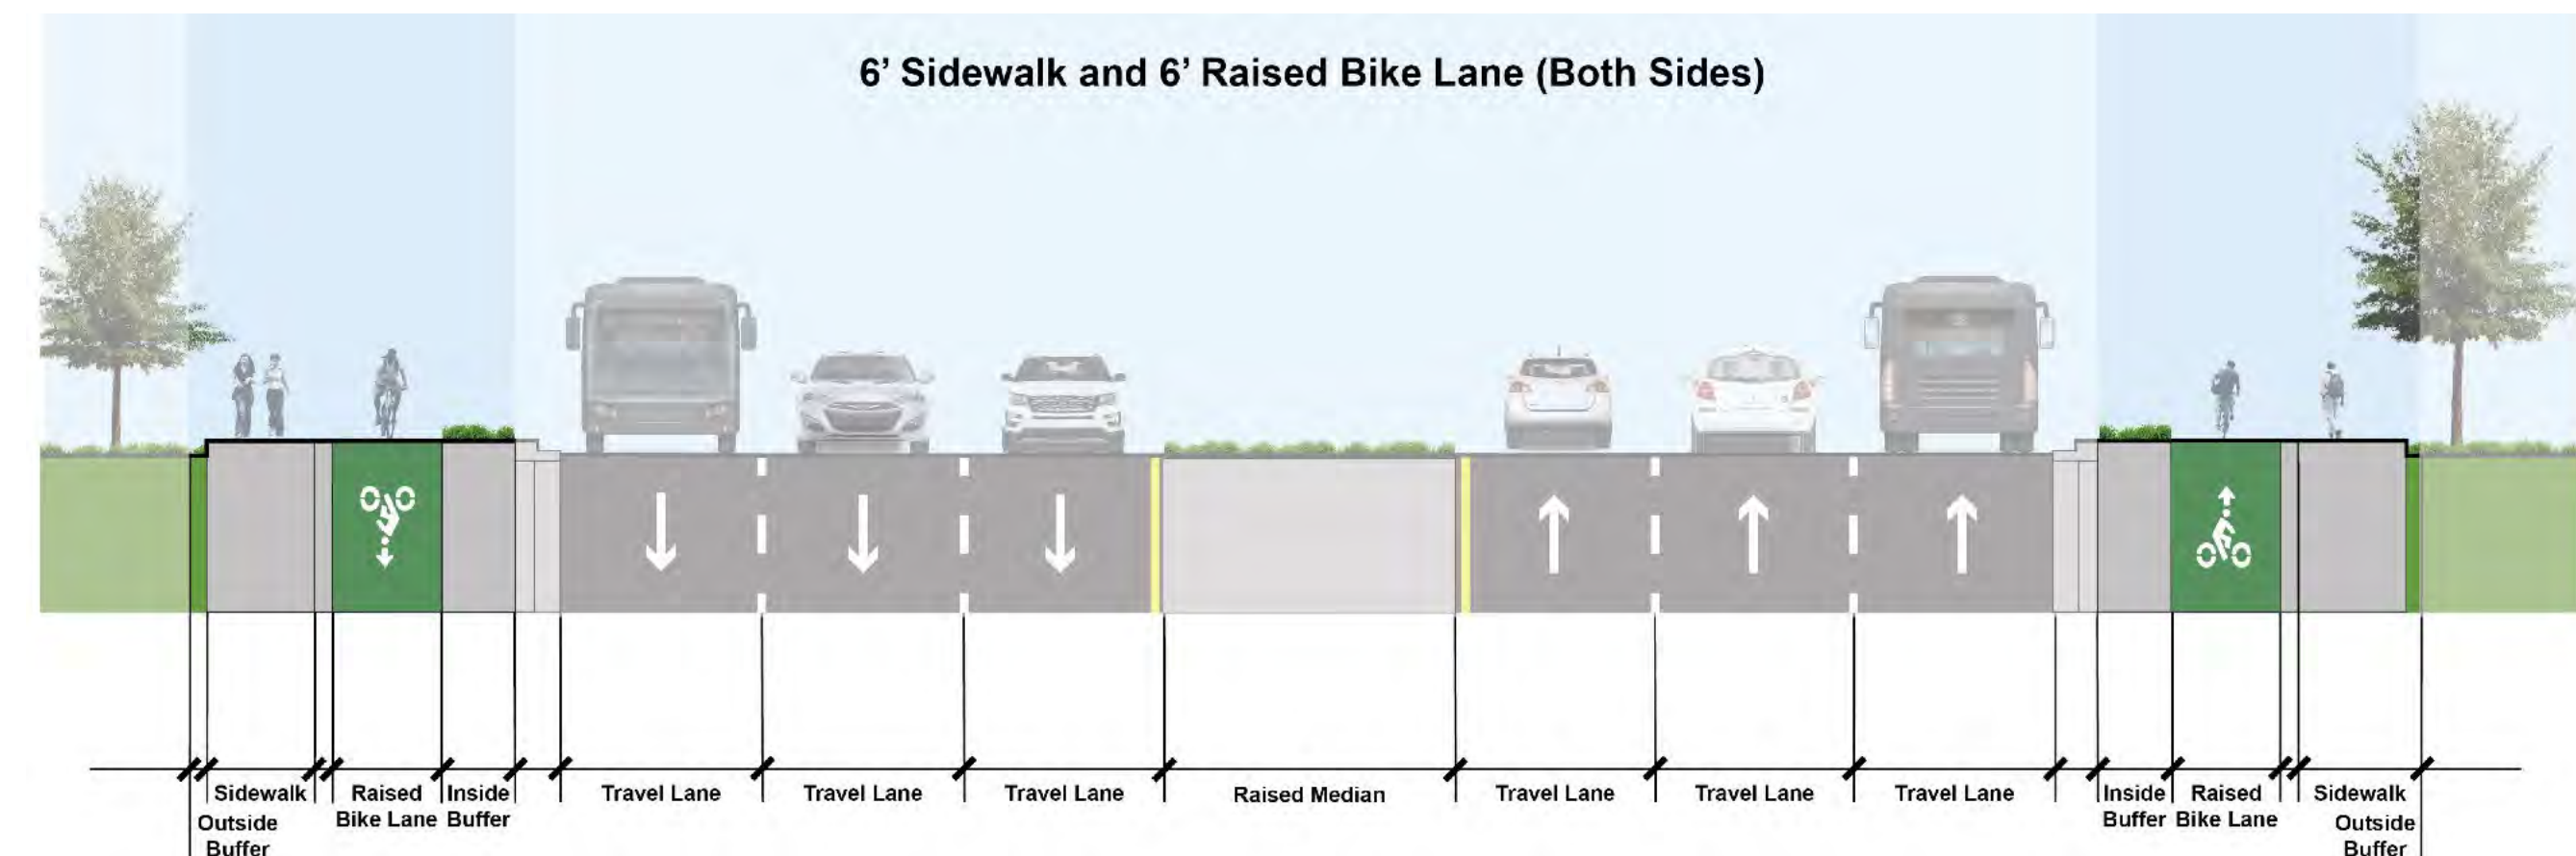 6’ Sidewalk and 6’ Raised Bike Lane (Both Sides)
Sidewalk
Outside
Buffer
Raised
Bike Lane
Inside
Buffer
Travel Lane
Travel Lane
Travel Lane
Raised Median
Travel Lane
Travel Lane
Travel Lane
Inside
Buffer
Raised
Bike Lane
Sidewalk
Outside
Buffer